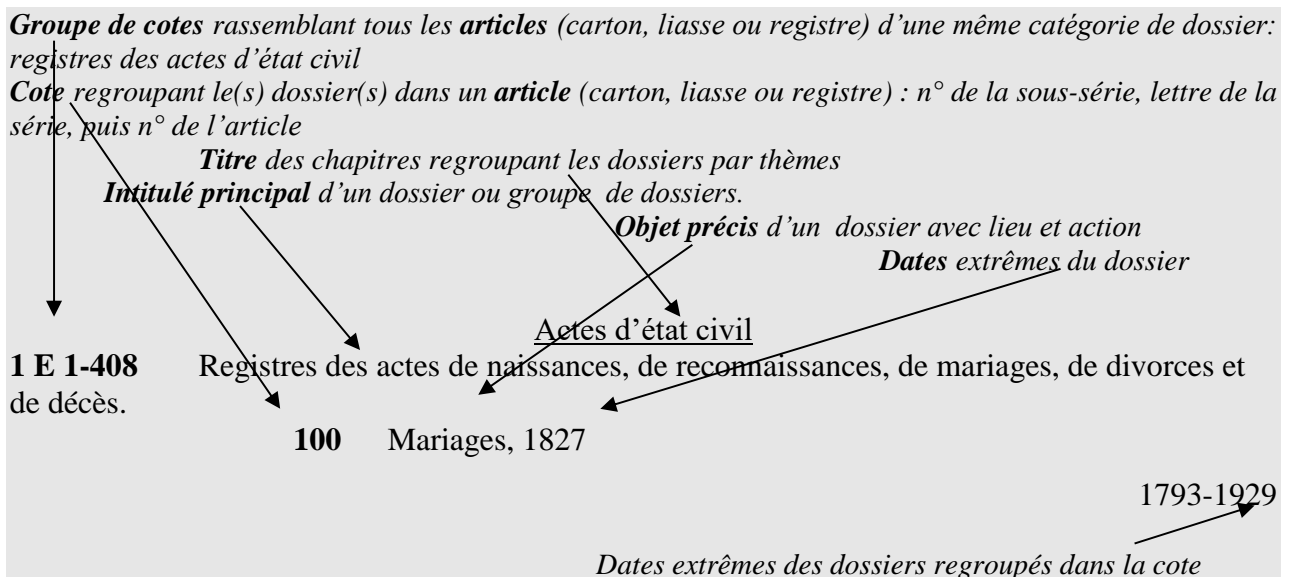 Groupe de cotes rassemblant tous les articles (carton, liasse ou registre) d’une même catégorie de dossier:
registres des actes d’état civil
Cote regroupant le(s) dossier(s) dans un article (carton, liasse ou registre) : n° de la sous-série, lettre de la
série, puis n° de l’article
Titre des chapitres regroupant les dossiers par thèmes
Intitulé principal d’un dossier ou groupe de dossiers.
Objet précis d’un dossier avec lieu et action
Dates extrêmes du dossier
Actes d’état civil
1 E 1-408 Registres des actes de naissances, de reconnaissances, de mariages, de divorces et
de décès.
100 Mariages, 1827
1793-1929
Dates extrêmes des dossiers regroupés dans la cote